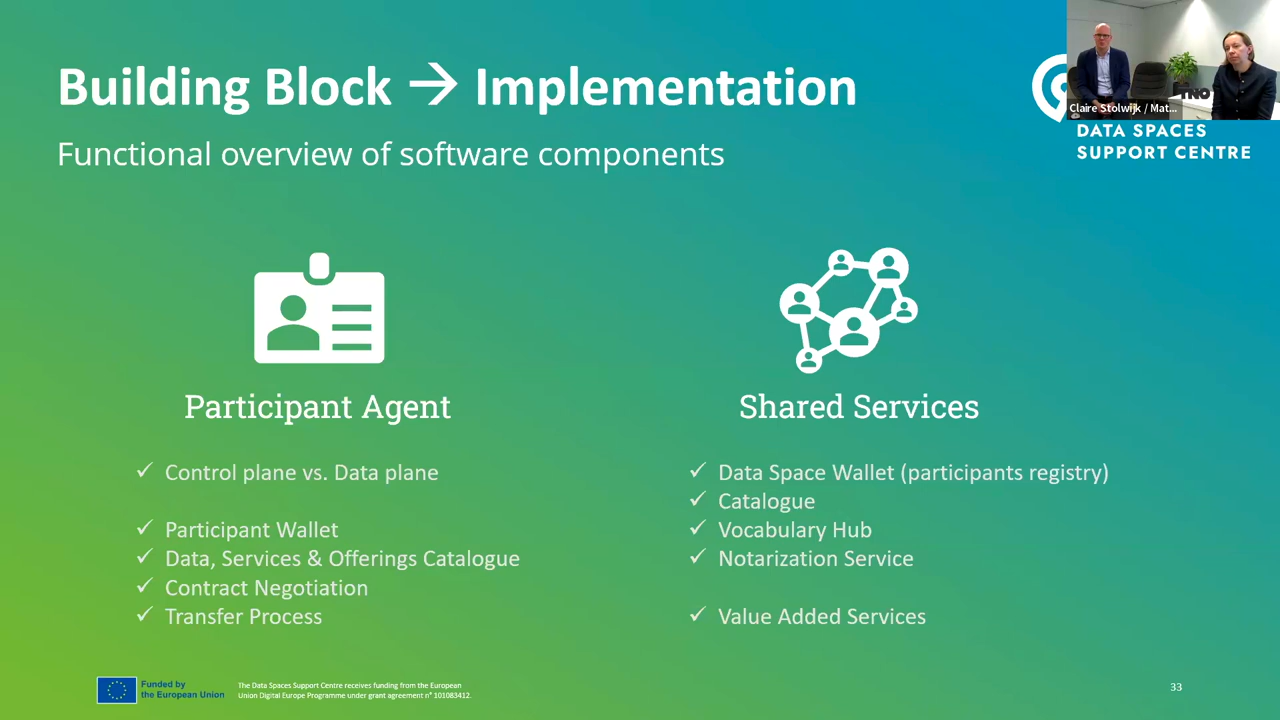 Building Block → Implementation
Functional overview of software components
Claire Stolwijk / Mat...
TNO
DATA SPACES
SUPPORT CENTRE
Participant Agent
✓ Control plane vs. Data plane
✓ Participant Wallet
✓ Data, Services & Offerings Catalogue
✓ Contract Negotiation
✓ Transfer Process
Shared Services
✓ Data Space Wallet (participants registry)
✓ Catalogue
✓ Vocabulary Hub
✓ Notarization Service
✓ Value Added Services
Funded by
the European Union
The Data Spaces Support Centre receives funding from the European
Union Digital Europe Programme under grant agreement n° 101083412.
33